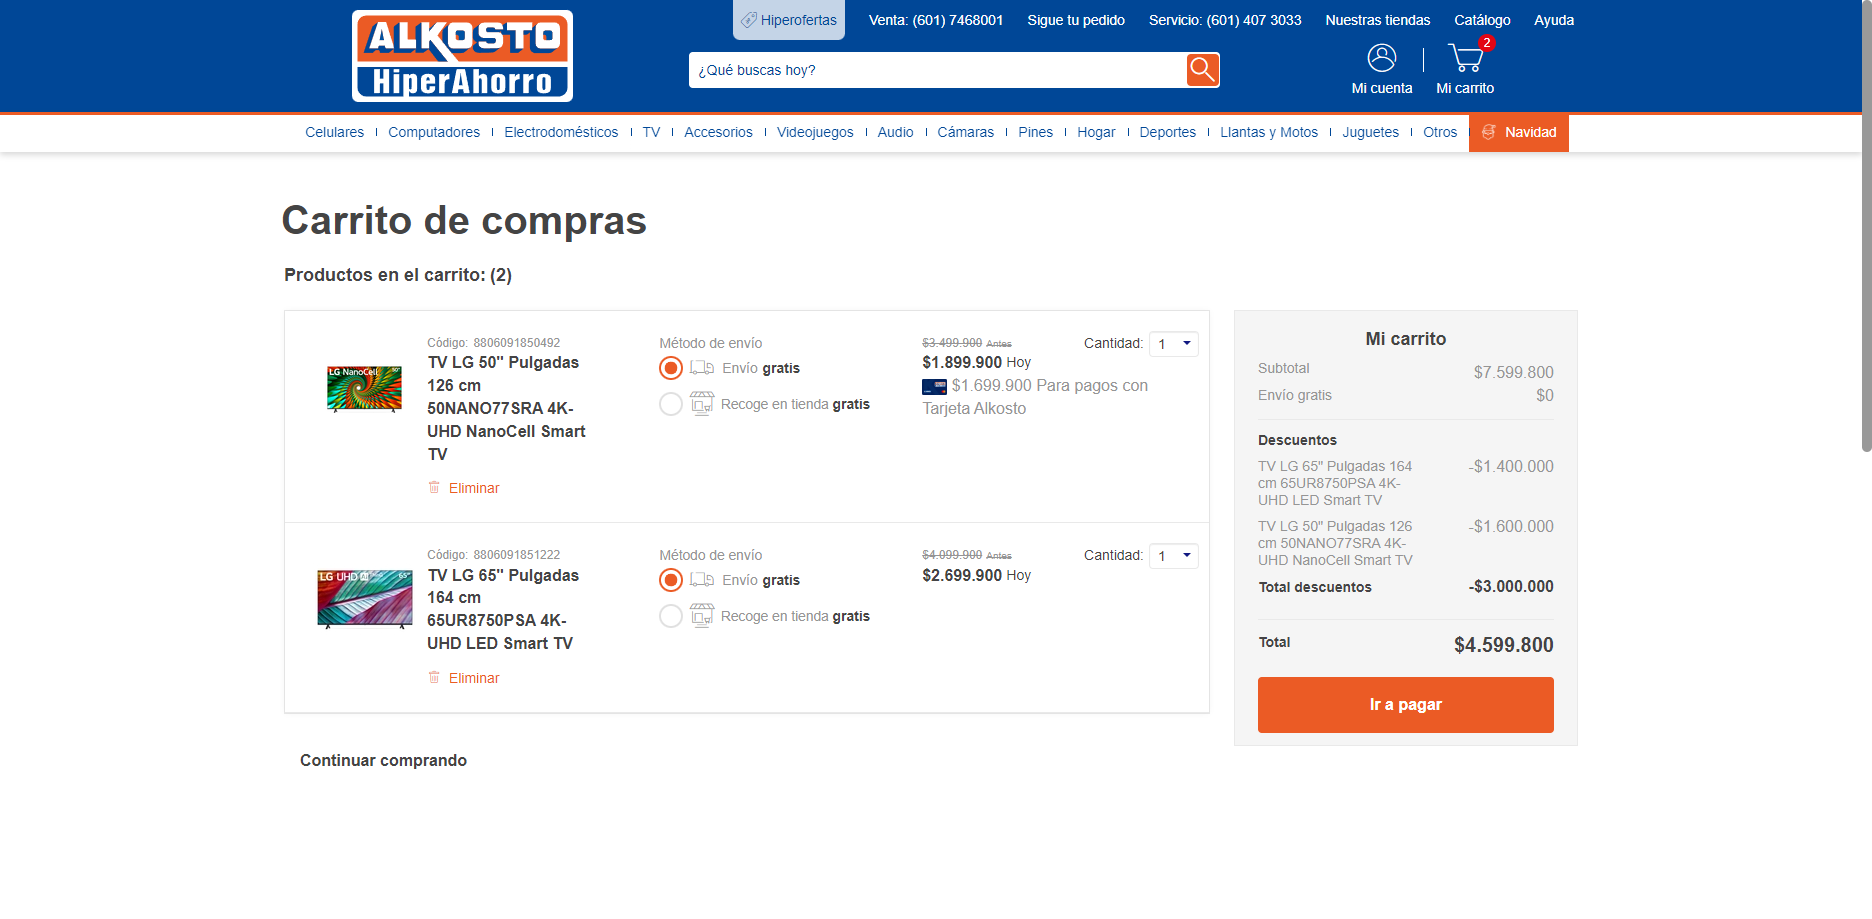 Hiperofertas Venta: (601) 7468001 Sigue tu pedido Servicio: (601) 407 3033 Nuestras tiendas Catálogo Ayuda
ALKOSTO
HiperAhorro
¿Qué buscas hoy?
2
Mi cuenta Mi carrito
Celulares Computadores Electrodomésticos TV Accesorios Videojuegos Audio Cámaras Pines Hogar Deportes Llantas y Motos Juguetes Otros Navidad
Carrito de compras
Productos en el carrito: (2)
LG NanoCell 50"
Código: 8806091850492
TV LG 50" Pulgadas
126 cm
50NANO77SRA 4K-
UHD NanoCell Smart
TV
Eliminar
Método de envío
Envío gratis
Recoge en tienda gratis
$3.499.900 Antes
$1.899.900 Hoy
$1.699.900 Para pagos con
Tarjeta Alkosto
Cantidad: 1
LG UHD AI 65"
Código: 8806091851222
TV LG 65" Pulgadas
164 cm
65UR8750PSA 4K-
UHD LED Smart TV
Eliminar
Método de envío
Envío gratis
Recoge en tienda gratis
$4.099.900 Antes
$2.699.900 Hoy
Cantidad: 1
Continuar comprando
Mi carrito
Subtotal $7.599.800
Envío gratis $0
Descuentos
TV LG 65" Pulgadas 164 -$1.400.000
cm 65UR8750PSA 4K-
UHD LED Smart TV
TV LG 50" Pulgadas 126 -$1.600.000
cm 50NANO77SRA 4K-
UHD NanoCell Smart TV
Total descuentos -$3.000.000
Total $4.599.800
Ir a pagar